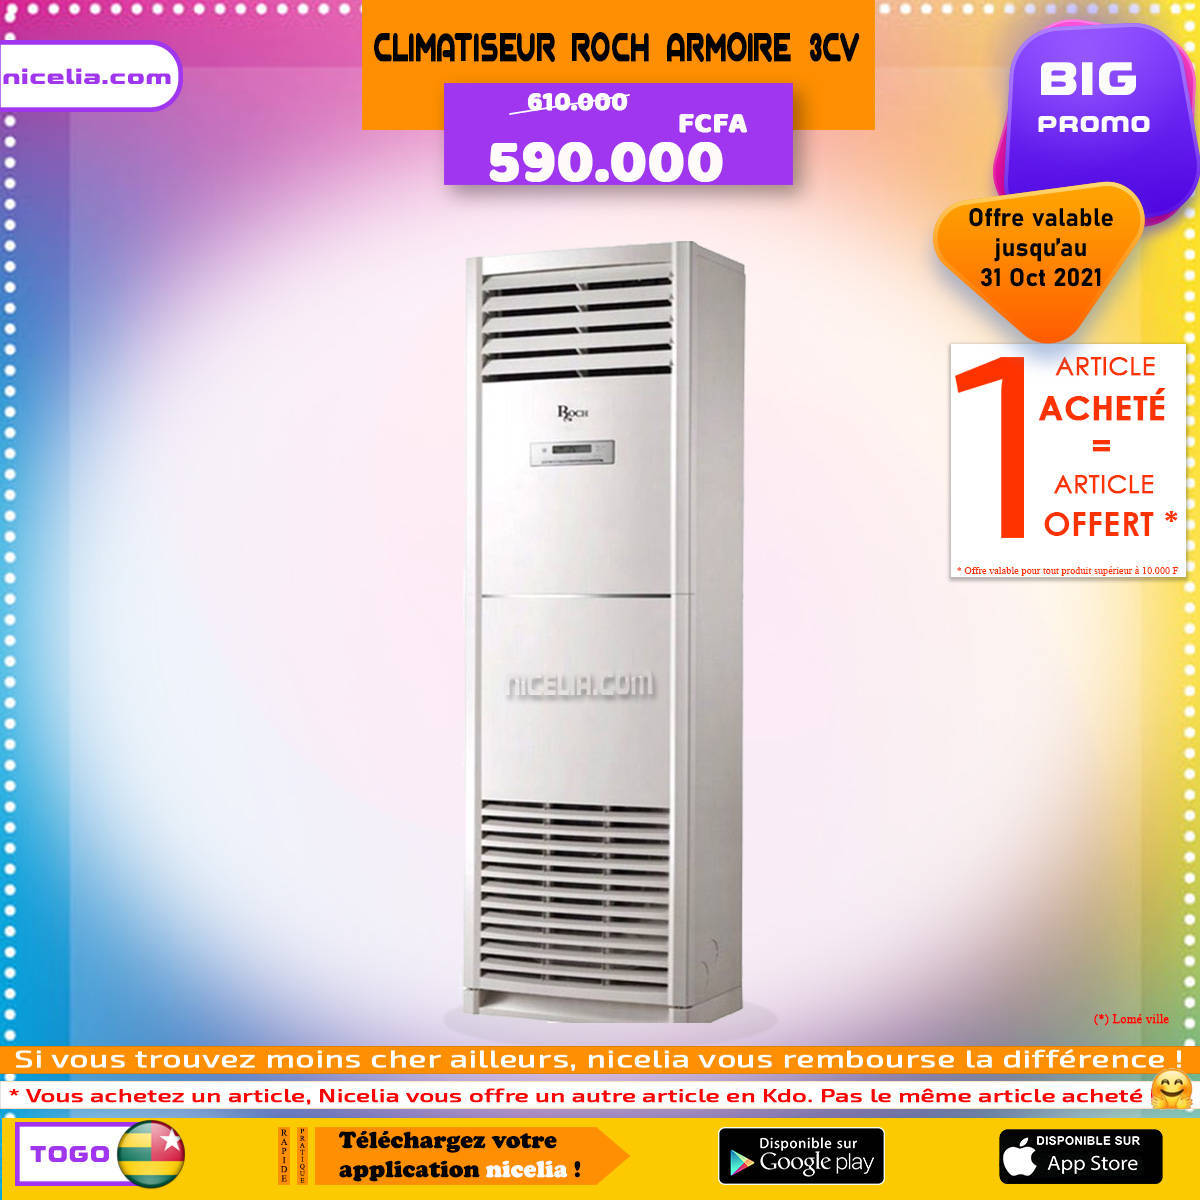 nicelia.com
CLIMATISEUR ROCH ARMOIRE 3CV
610.000
FCFA
590.000
BIG
PROMO
Offre valable
jusqu'au
31 Oct 2021
1
ARTICLE
ACHETÉ
=
ARTICLE
OFFERT *
* Offre valable pour tout produit supérieur à 10.000 F
ROCH
NICELIA.COM
(*) Lomé ville
Si vous trouvez moins cher ailleurs, nicelia vous rembourse la différence !
* Vous achetez un article, Nicelia vous offre un autre article en Kdo. Pas le même article acheté
TOGO
RAPIDE
PRATIQUE
Téléchargez votre
application nicelia !
Disponible sur
Google play
DISPONIBLE SUR
App Store